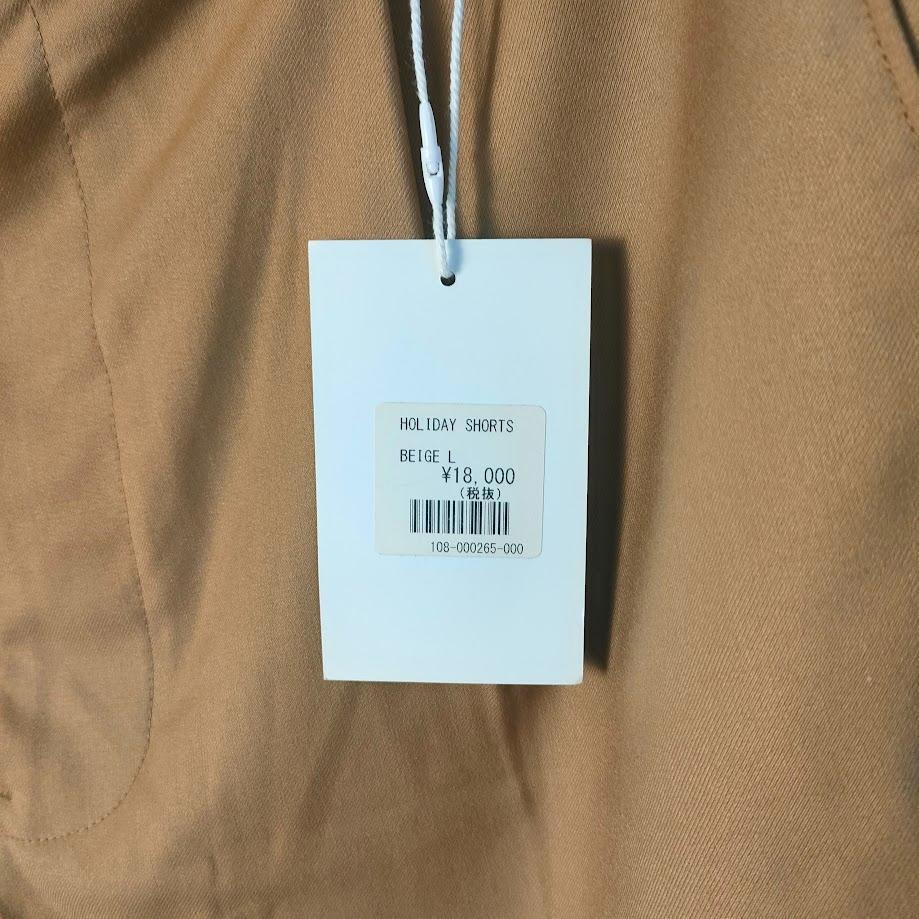 HOLIDAY SHORTS
BEIGE L
¥18,000
(税抜)
108-000265-000